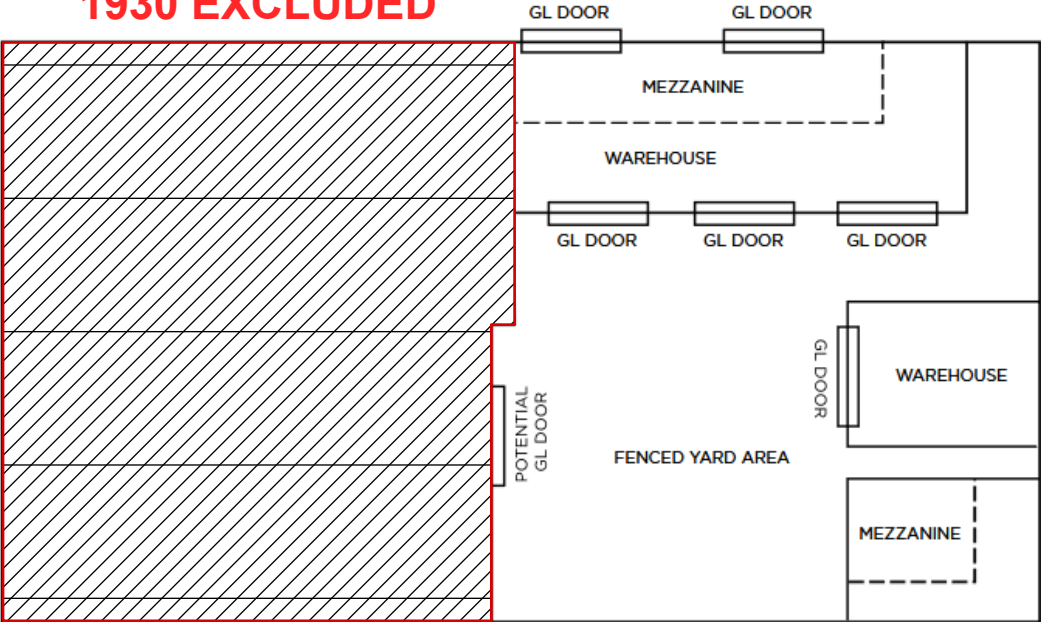 1930 EXCLUDED
GL DOOR
GL DOOR
MEZZANINE
WAREHOUSE
GL DOOR
GL DOOR
GL DOOR
GL DOOR
WAREHOUSE
POTENTIAL
GL DOOR
FENCED YARD AREA
MEZZANINE